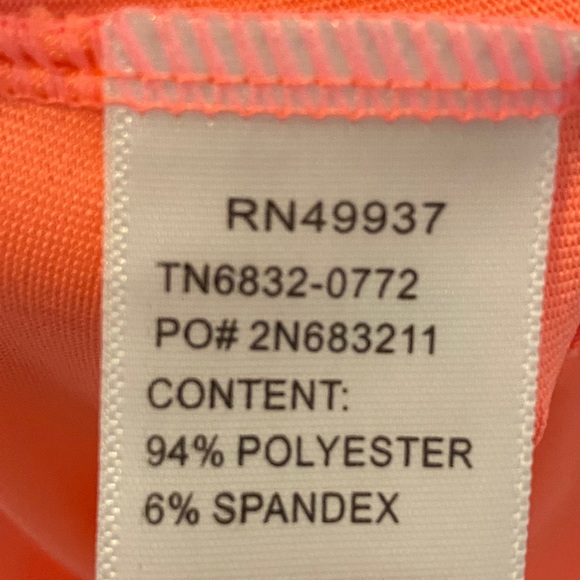 RN49937
TN6832-0772
PO# 2N683211
CONTENT:
94% POLYESTER
6% SPANDEX